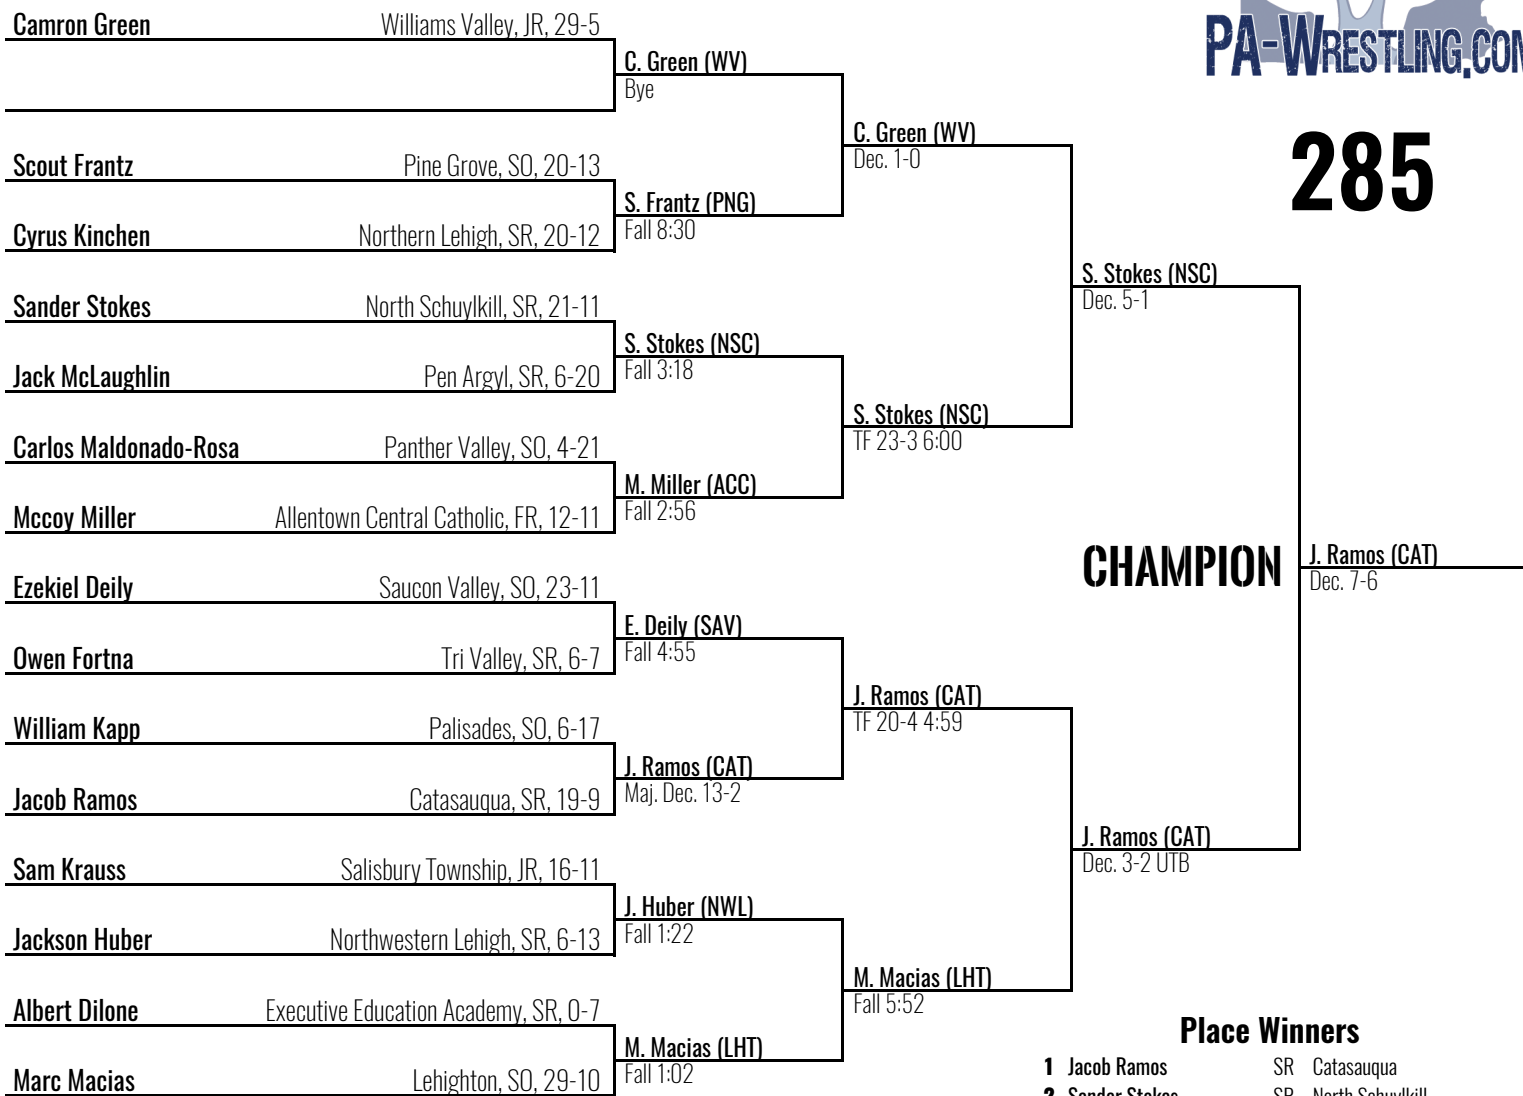 PA-WRESTLING.COM
285
Camron Green Williams Valley, JR, 29-5
C. Green (WV)
Bye
C. Green (WV)
Dec. 1-0
Scout Frantz Pine Grove, SO, 20-13
S. Frantz (PNG)
Fall 8:30
Cyrus Kinchen Northern Lehigh, SR, 20-12
S. Stokes (NSC)
Dec. 5-1
Sander Stokes North Schuylkill, SR, 21-11
S. Stokes (NSC)
Fall 3:18
Jack McLaughlin Pen Argyl, SR, 6-20
S. Stokes (NSC)
TF 23-3 6:00
Carlos Maldonado-Rosa Panther Valley, SO, 4-21
M. Miller (ACC)
Fall 2:56
Mccoy Miller Allentown Central Catholic, FR, 12-11
CHAMPION
J. Ramos (CAT)
Dec. 7-6
Ezekiel Deily Saucon Valley, SO, 23-11
E. Deily (SAV)
Fall 4:55
Owen Fortna Tri Valley, SR, 6-7
J. Ramos (CAT)
TF 20-4 4:59
William Kapp Palisades, SO, 6-17
J. Ramos (CAT)
Maj. Dec. 13-2
Jacob Ramos Catasauqua, SR, 19-9
J. Ramos (CAT)
Dec. 3-2 UTB
Sam Krauss Salisbury Township, JR, 16-11
J. Huber (NWL)
Fall 1:22
Jackson Huber Northwestern Lehigh, SR, 6-13
M. Macias (LHT)
Fall 5:52
Albert Dilone Executive Education Academy, SR, 0-7
M. Macias (LHT)
Fall 1:02
Marc Macias Lehighton, SO, 29-10
Place Winners
1 Jacob Ramos SR Catasauqua
2 Sander Stokes SR North Schuylkill